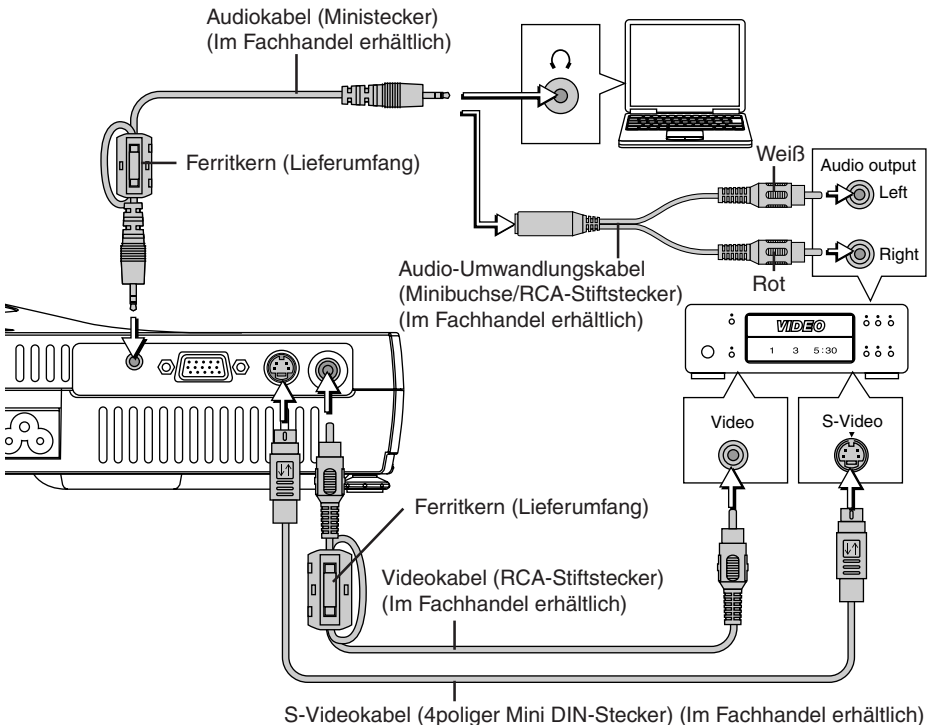 Audiokabel (Ministecker)
(Im Fachhandel erhältlich)
Ferritkern (Lieferumfang)
Weiß
Audio output
Left
Right
Rot
Audio-Umwandlungskabel
(Minibuchse/RCA-Stiftstecker)
(Im Fachhandel erhältlich)
VIDEO
1 3 5:30
Video
S-Video
Ferritkern (Lieferumfang)
Videokabel (RCA-Stiftstecker)
(Im Fachhandel erhältlich)
S-Videokabel (4poliger Mini DIN-Stecker) (Im Fachhandel erhältlich)